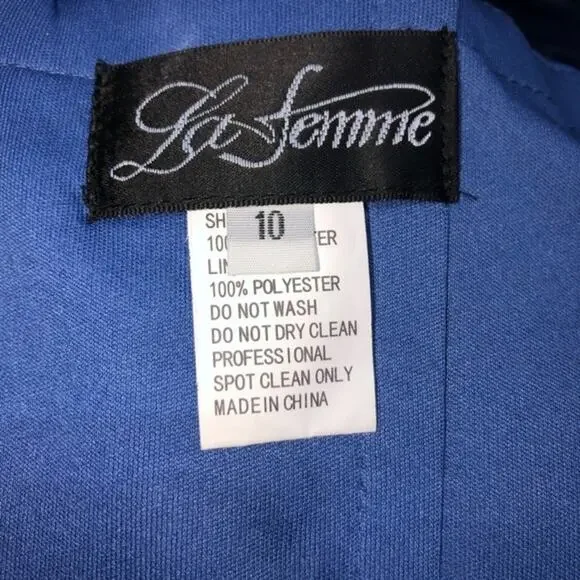 La Femme
10
100% POLYESTER
DO NOT WASH
DO NOT DRY CLEAN
PROFESSIONAL
SPOT CLEAN ONLY
MADE IN CHINA